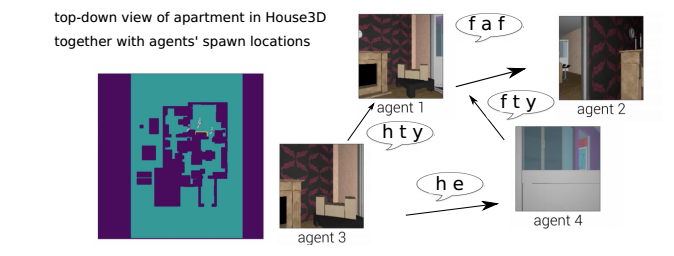 top-down view of apartment in House3D
together with agents' spawn locations
f a f
agent 1
agent 2
f t y
h t y
h e
agent 3
agent 4